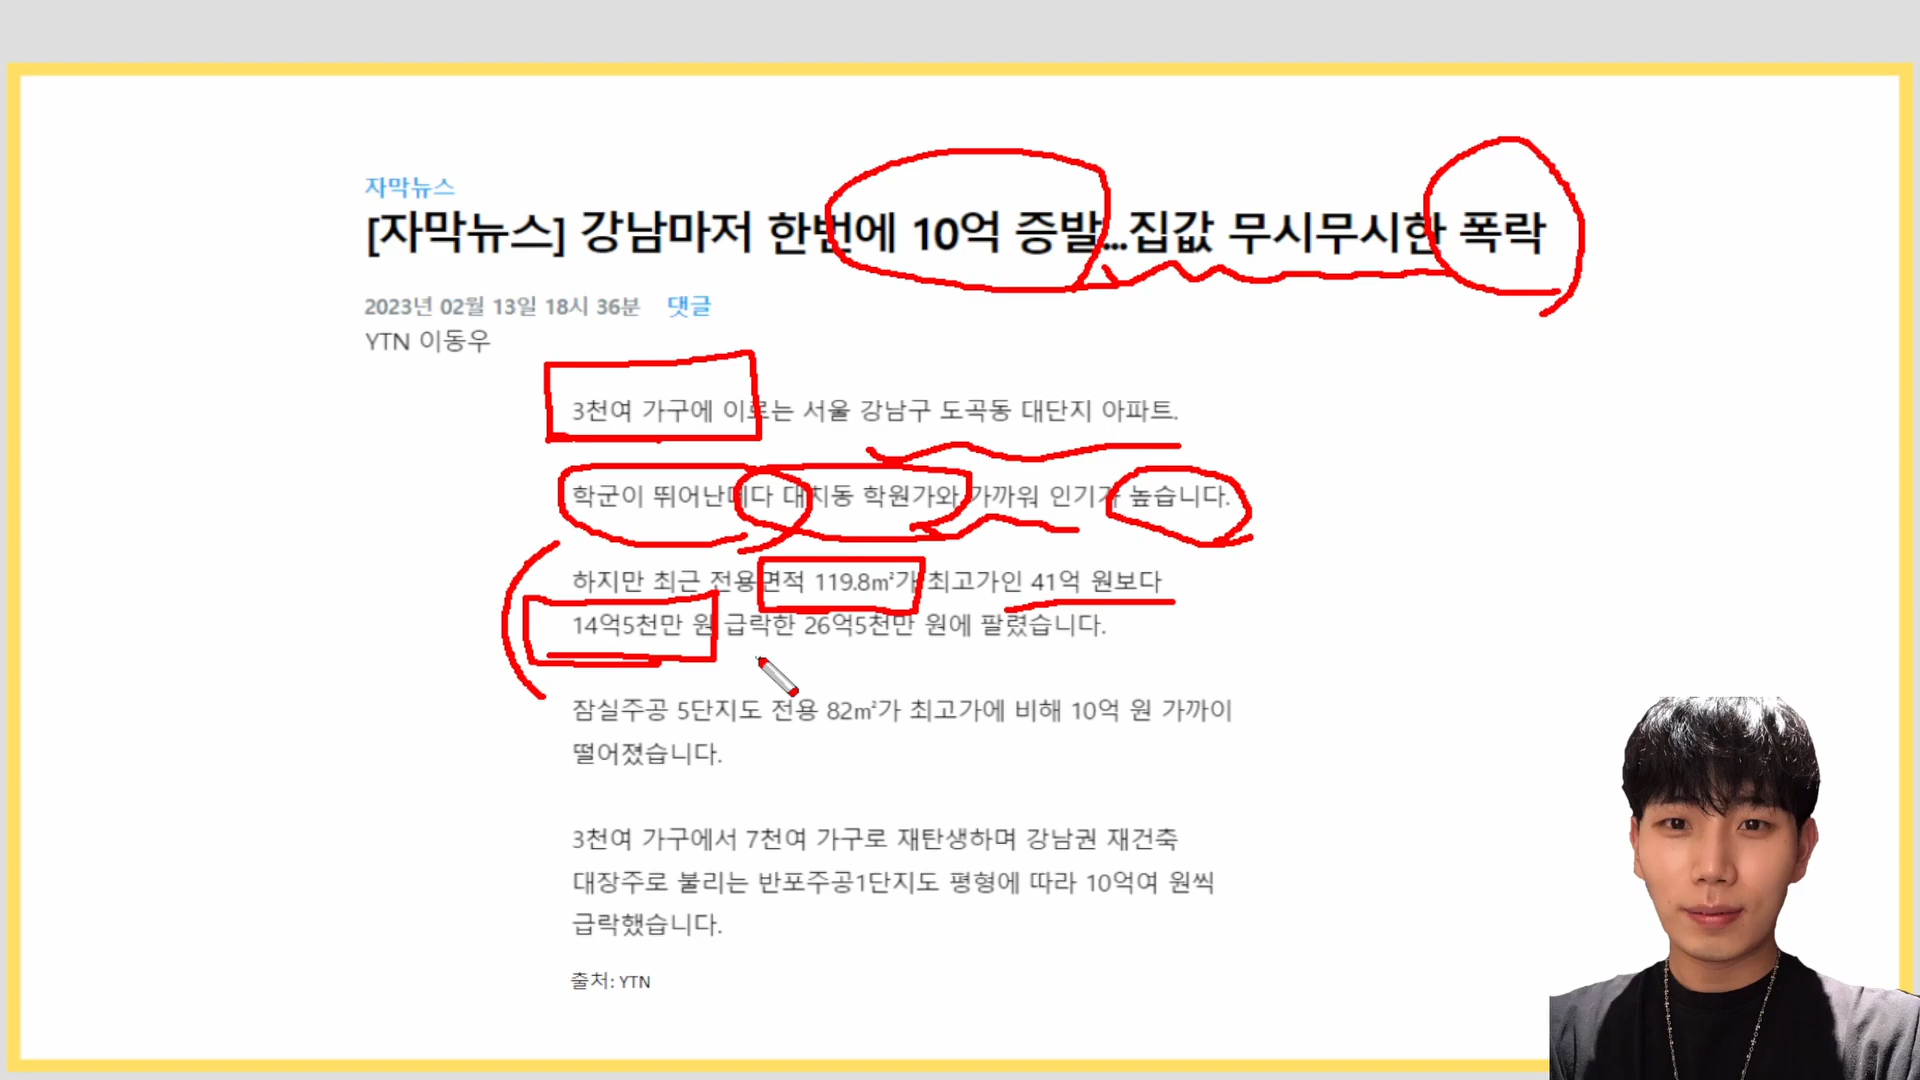 자막뉴스
[자막뉴스] 강남마저 한번에 10억 증발...집값 무시무시한 폭락
2023년 02월 13일 18시 36분 댓글
YTN 이동우
3천여 가구에 이르는 서울 강남구 도곡동 대단지 아파트.
학군이 뛰어난데다 대치동 학원가와 가까워 인기가 높습니다.
하지만 최근 전용면적 119.8㎡가 최고가인 41억 원보다
14억5천만 원 급락한 26억5천만 원에 팔렸습니다.
잠실주공 5단지도 전용 82㎡가 최고가에 비해 10억 원 가까이
떨어졌습니다.
3천여 가구에서 7천여 가구로 재탄생하며 강남권 재건축
대장주로 불리는 반포주공1단지도 평형에 따라 10억여 원씩
급락했습니다.
출처: YTN